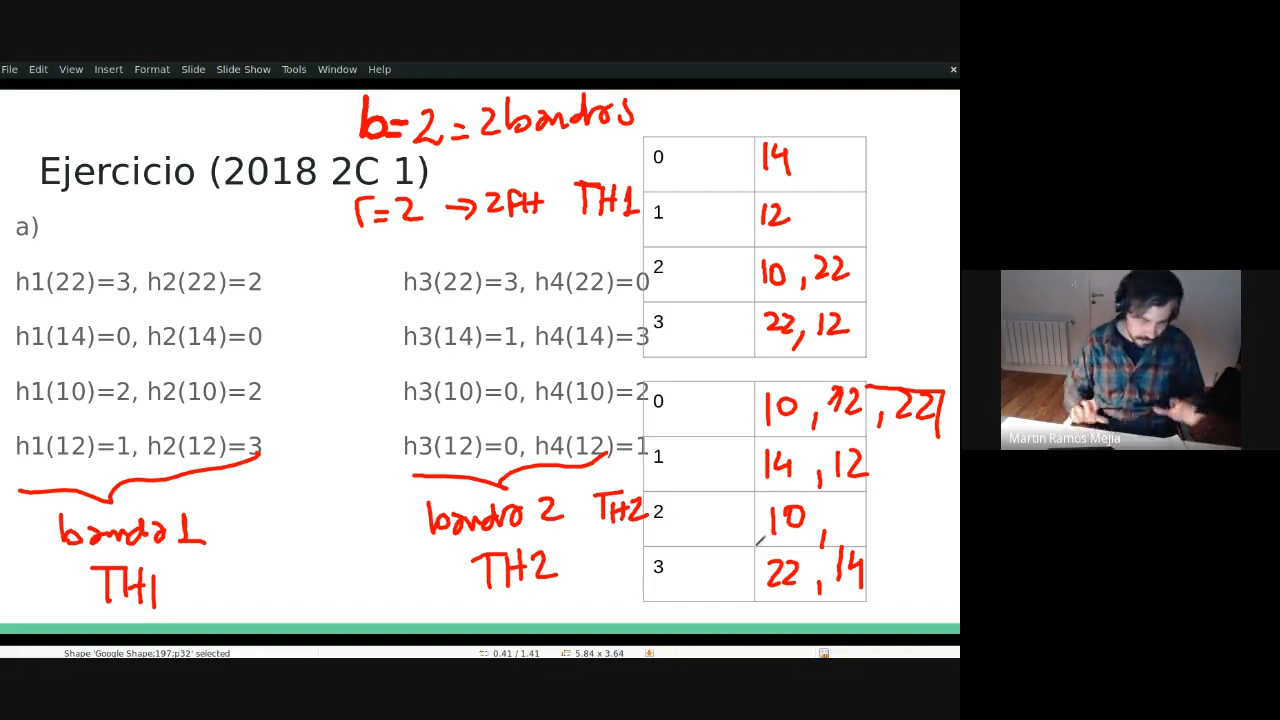 File Edit View Insert Format Slide Slide Show Tools Window Help ×
b=2=2bandas
Ejercicio (2018 2C 1)
r=2 → 2FH TH1
a)
h1(22)=3, h2(22)=2 h3(22)=3, h4(22)=0
h1(14)=0, h2(14)=0 h3(14)=1, h4(14)=3
h1(10)=2, h2(10)=2 h3(10)=0, h4(10)=2
h1(12)=1, h2(12)=3 h3(12)=0, h4(12)=1
banda 1
TH1
banda 2 TH2
TH2
0 14
1 12
2 10, 22
3 22, 12
0 10, 12, 22
1 14, 12
2 10,
3 22, 14
Martin Ramos Mejia
Shape 'Google Shape;197;p32' selected 0.41 / 1.41 5.84 x 3.64